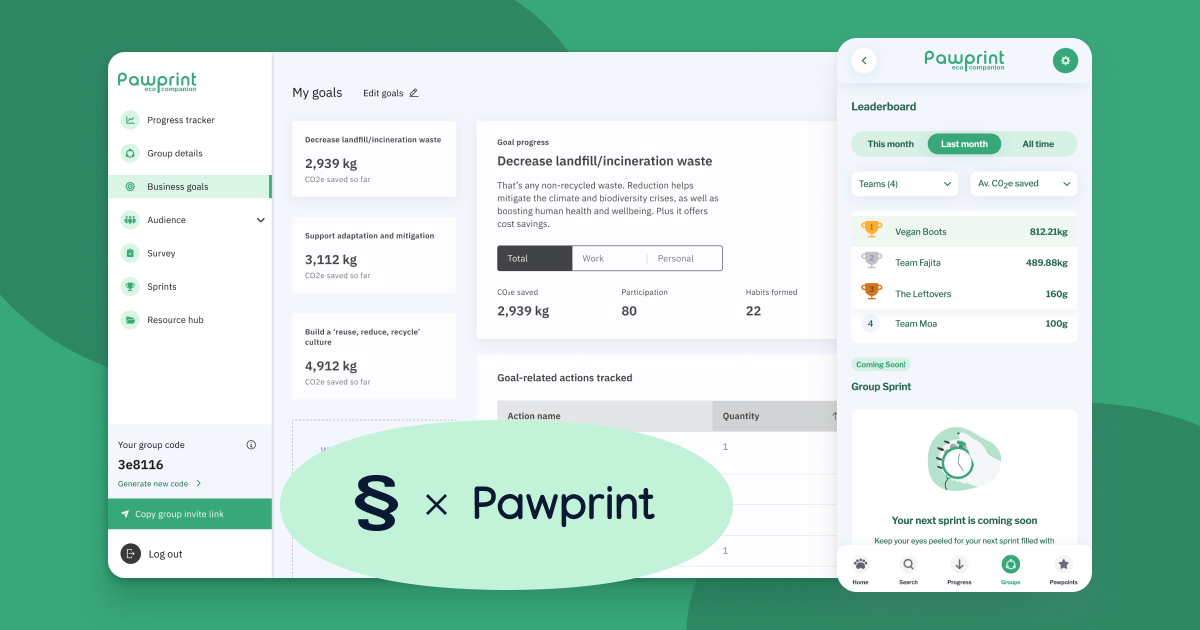 Pawprint
eco companion
Progress tracker
Group details
Business goals
Audience
Survey
Sprints
Resource hub
Your group code
3e8116
Generate new code
Copy group invite link
Log out
My goals
Edit goals
Decrease landfill/incineration waste
2,939 kg
CO2e saved so far
Support adaptation and mitigation
3,112 kg
CO2e saved so far
Build a ‘reuse, reduce, recycle’
culture
4,912 kg
CO2e saved so far
Goal progress
Decrease landfill/incineration waste
That’s any non-recycled waste. Reduction helps
mitigate the climate and biodiversity crises, as well as
boosting human health and wellbeing. Plus it offers
cost savings.
Total Work Personal
CO₂e saved Participation Habits formed
2,939 kg 80 22
Goal-related actions tracked
Action name Quantity
1
1
§ × Pawprint
Pawprint
eco companion
Leaderboard
This month Last month All time
Teams (4) Av. CO₂e saved
1 Vegan Boots 812.21kg
2 Team Fajita 489.88kg
3 The Leftovers 160g
4 Team Moa 100g
Coming Soon!
Group Sprint
Your next sprint is coming soon
Keep your eyes peeled for your next sprint filled with
Home Search Progress Groups Pawpoints